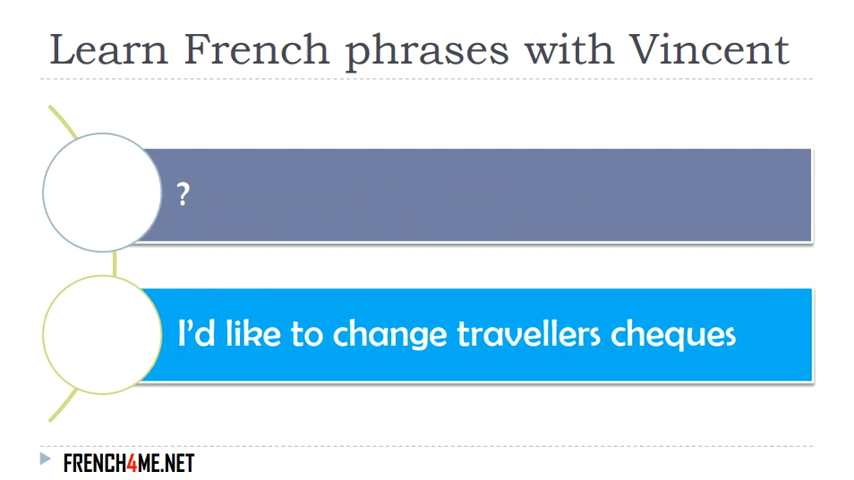 Learn French phrases with Vincent
?
I'd like to change travellers cheques
FRENCH4ME.NET